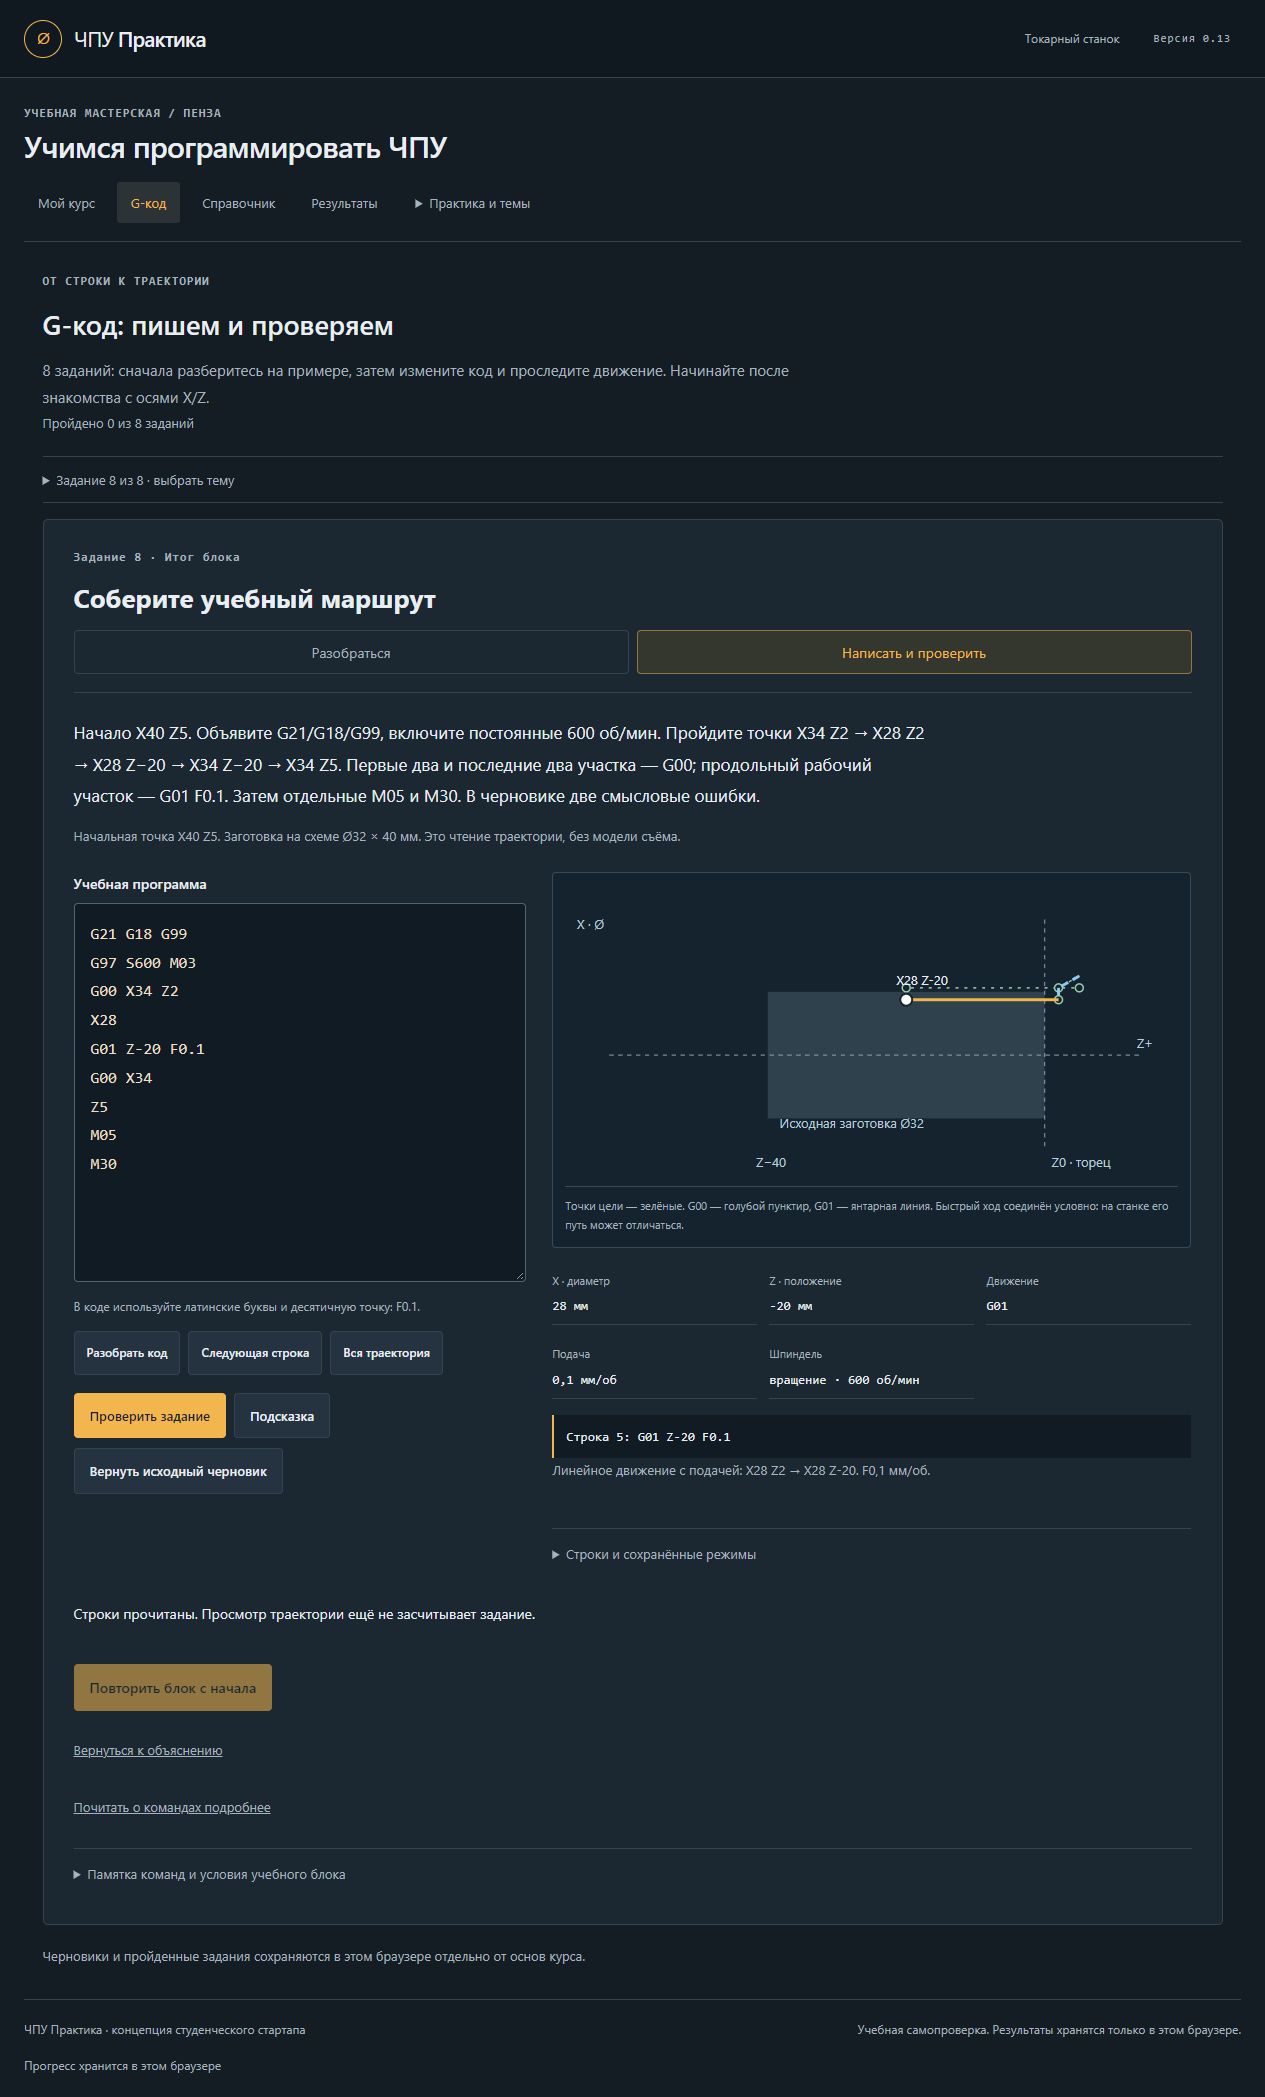 Ø ЧПУ Практика
Токарный станок
Версия 0.13
УЧЕБНАЯ МАСТЕРСКАЯ / ПЕНЗА
Учимся программировать ЧПУ
Мой курс
G-код
Справочник
Результаты
▶ Практика и темы
ОТ СТРОКИ К ТРАЕКТОРИИ
G-код: пишем и проверяем
8 заданий: сначала разберитесь на примере, затем измените код и проследите движение. Начинайте после
знакомства с осями X/Z.
Пройдено 0 из 8 заданий
▶ Задание 8 из 8 · выбрать тему
Задание 8 · Итог блока
Соберите учебный маршрут
Разобраться
Написать и проверить
Начало X40 Z5. Объявите G21/G18/G99, включите постоянные 600 об/мин. Пройдите точки X34 Z2 → X28 Z2
→ X28 Z−20 → X34 Z−20 → X34 Z5. Первые два и последние два участка — G00; продольный рабочий
участок — G01 F0.1. Затем отдельные M05 и M30. В черновике две смысловые ошибки.
Начальная точка X40 Z5. Заготовка на схеме Ø32 × 40 мм. Это чтение траектории, без модели съёма.
Учебная программа
G21 G18 G99
G97 S600 M03
G00 X34 Z2
X28
G01 Z-20 F0.1
G00 X34
Z5
M05
M30
В коде используйте латинские буквы и десятичную точку: F0.1.
Разобрать код
Следующая строка
Вся траектория
Проверить задание
Подсказка
Вернуть исходный черновик
X · Ø
X28 Z-20
Z+
Исходная заготовка Ø32
Z−40
Z0 · торец
Точки цели — зелёные. G00 — голубой пунктир, G01 — янтарная линия. Быстрый ход соединён условно: на станке его
путь может отличаться.
X · диаметр
28 мм
Z · положение
-20 мм
Движение
G01
Подача
0,1 мм/об
Шпиндель
вращение · 600 об/мин
Строка 5: G01 Z-20 F0.1
Линейное движение с подачей: X28 Z2 → X28 Z-20. F0,1 мм/об.
▶ Строки и сохранённые режимы
Строки прочитаны. Просмотр траектории ещё не засчитывает задание.
Повторить блок с начала
Вернуться к объяснению
Почитать о командах подробнее
▶ Памятка команд и условия учебного блока
Черновики и пройденные задания сохраняются в этом браузере отдельно от основ курса.
ЧПУ Практика · концепция студенческого стартапа
Учебная самопроверка. Результаты хранятся только в этом браузере.
Прогресс хранится в этом браузере